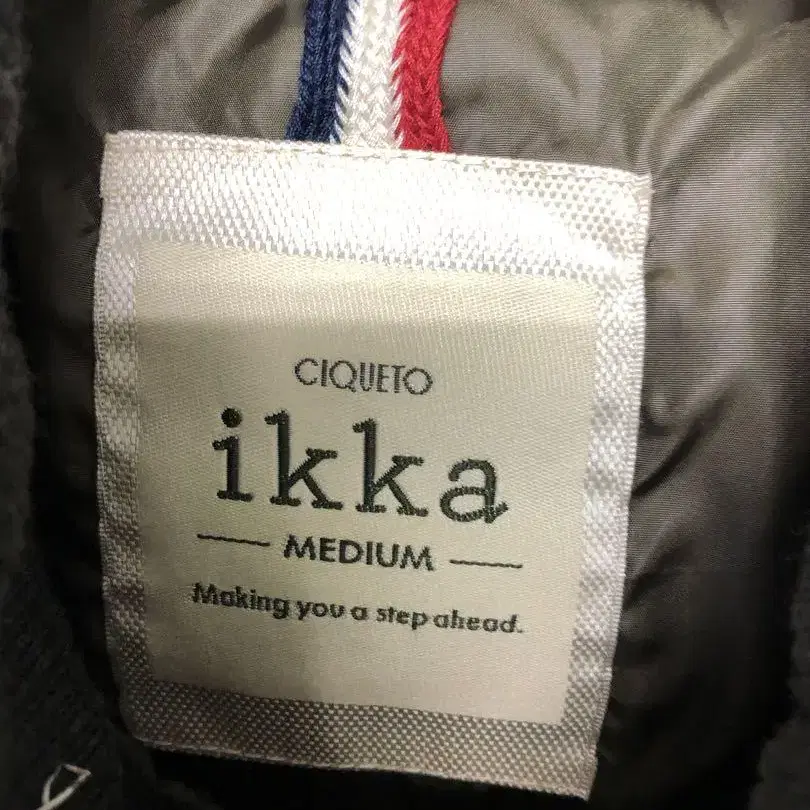 CIQUETO
ikka
MEDIUM
Making you a step ahead.